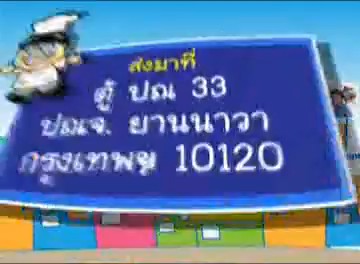 ส่งมาที่
ตู้ ปณ 33
ปณจ. ยานนาวา
กรุงเทพฯ 10120